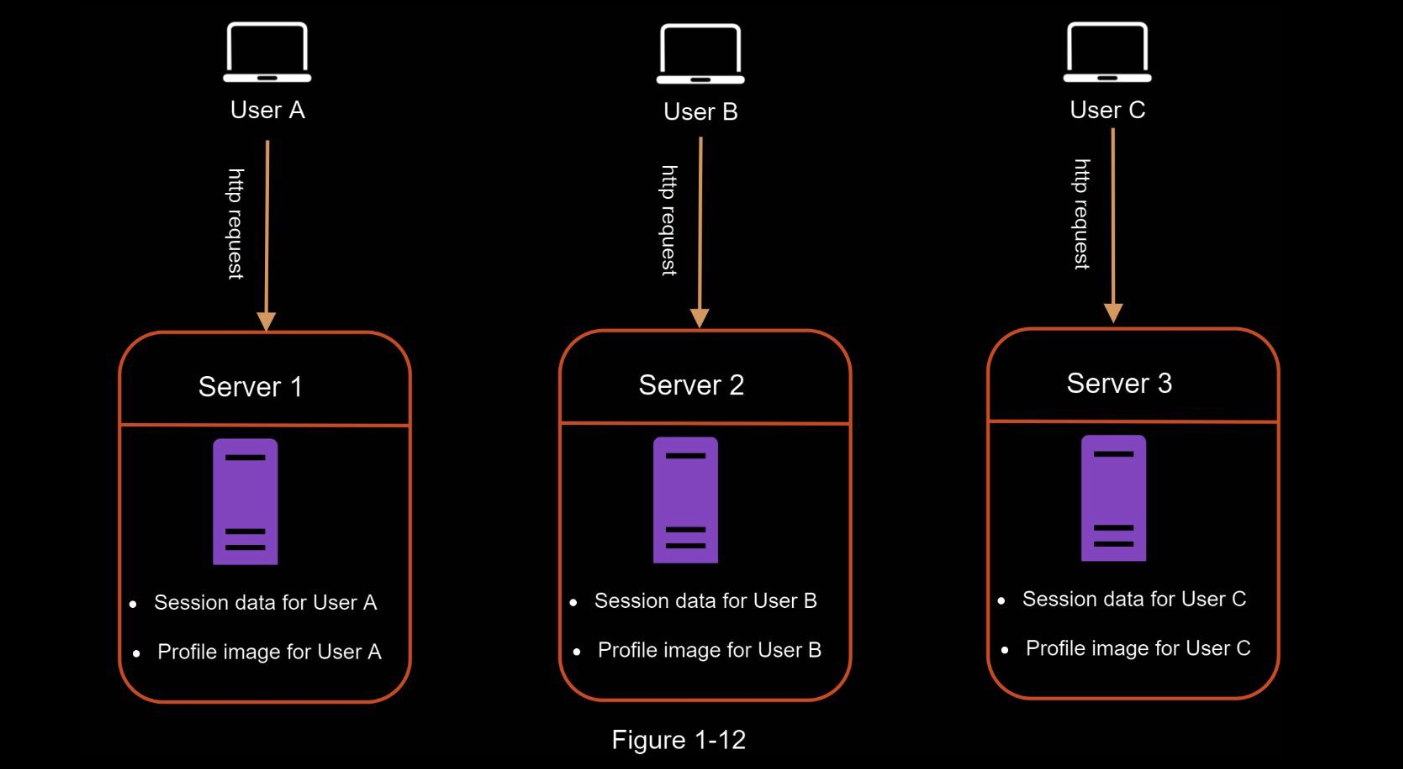 User A
User B
User C
http request
http request
http request
Server 1
Server 2
Server 3
• Session data for User A
• Profile image for User A
• Session data for User B
• Profile image for User B
• Session data for User C
• Profile image for User C
Figure 1-12